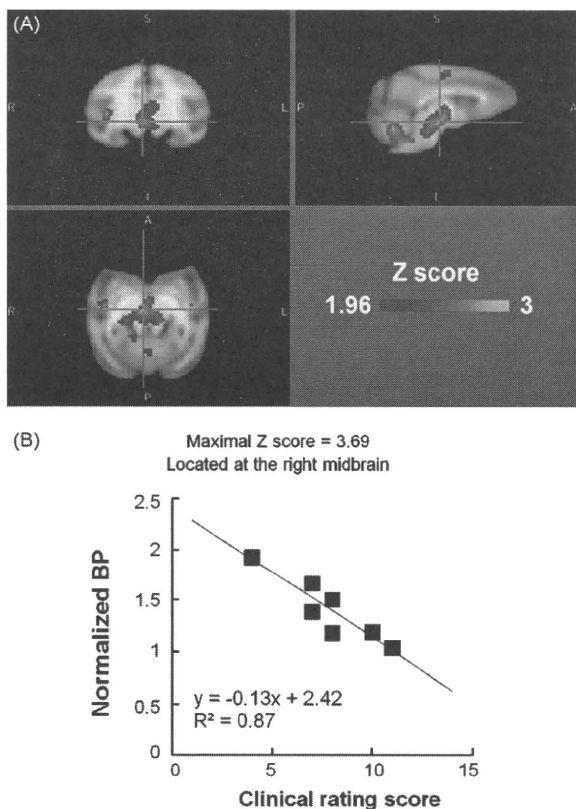 (A)
S
S
R
L
P
A
I
I
A
R
L
P
Z score
1.96 3
(B)
Maximal Z score = 3.69
Located at the right midbrain
2.5
2
1.5
1
0.5
0
Normalized BP
y = -0.13x + 2.42
R² = 0.87
0 5 10 15
Clinical rating score